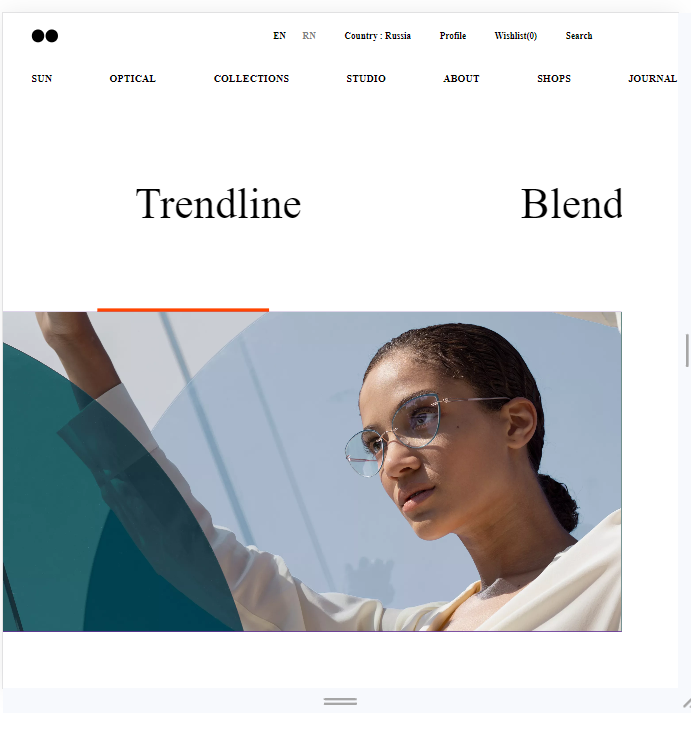 EN RN Country : Russia Profile Wishlist(0) Search
SUN OPTICAL COLLECTIONS STUDIO ABOUT SHOPS JOURNAL
Trendline Blend